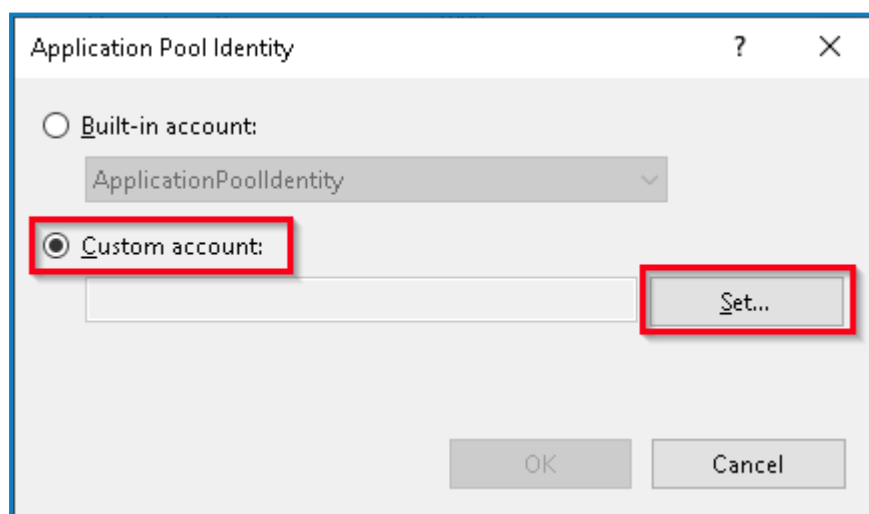 Application Pool Identity ?
Built-in account:
ApplicationPoolIdentity
Custom account:
Set...
OK Cancel